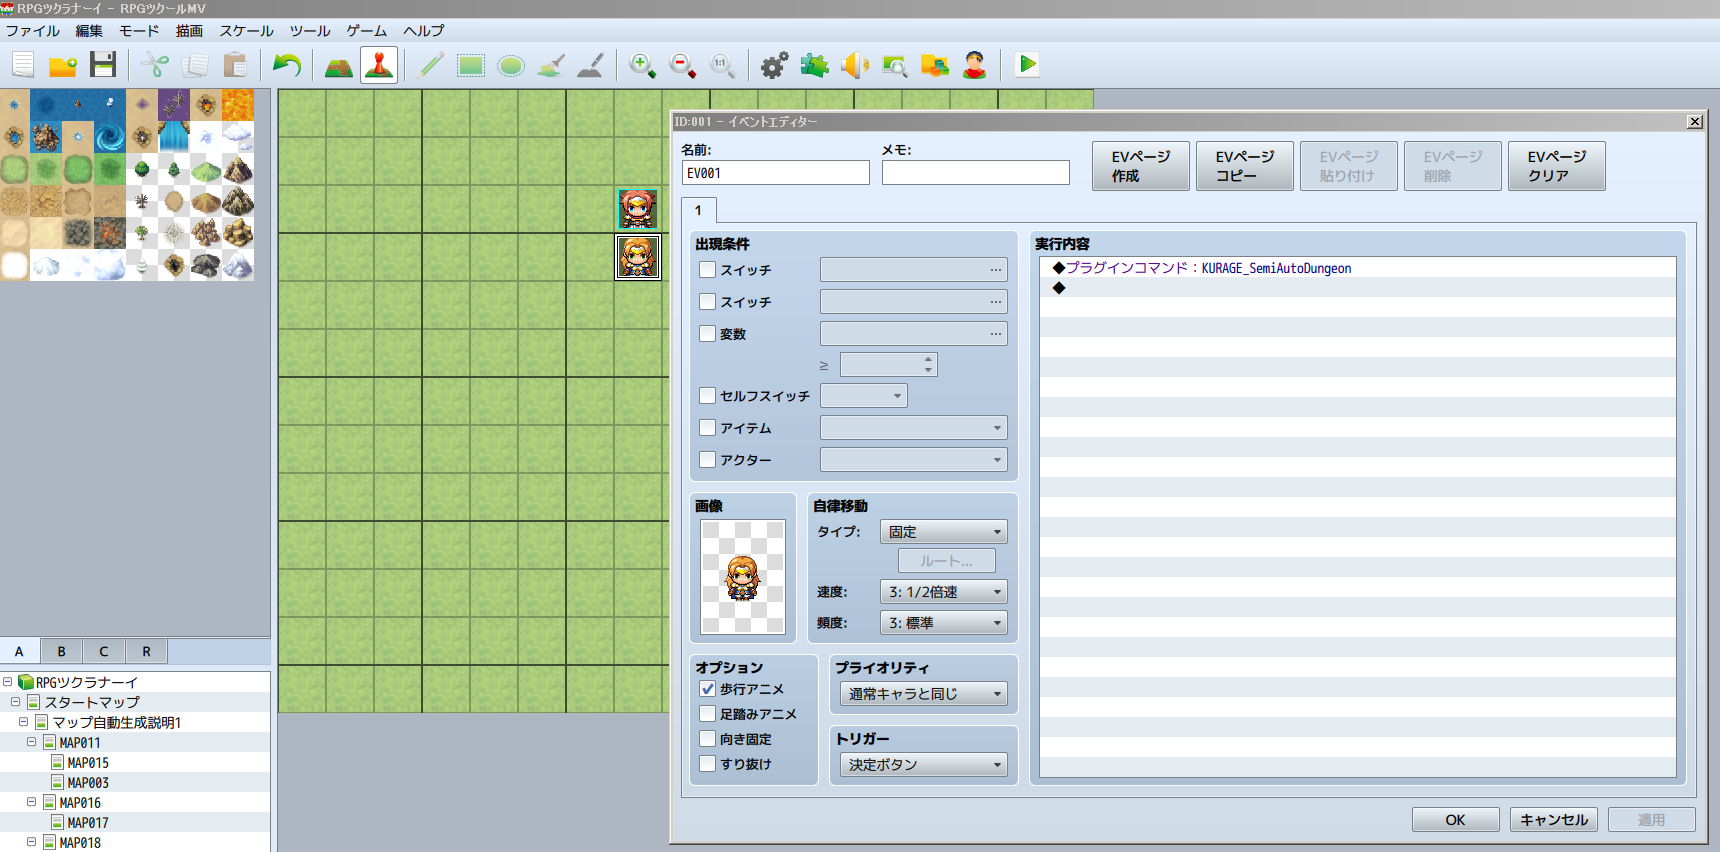 RPGツクラナーイ - RPGツクールMV
ファイル 編集 モード 描画 スケール ツール ゲーム ヘルプ
1:1
ID:001 - イベントエディター
名前:
メモ:
EV001
EVページ
作成
EVページ
コピー
EVページ
貼り付け
EVページ
削除
EVページ
クリア
1
出現条件
スイッチ ...
スイッチ ...
変数 ...
≥
セルフスイッチ
アイテム
アクター
画像
自律移動
タイプ: 固定
ルート...
速度: 3: 1/2倍速
頻度: 3: 標準
オプション
歩行アニメ
足踏みアニメ
向き固定
すり抜け
プライオリティ
通常キャラと同じ
トリガー
決定ボタン
実行内容
◆プラグインコマンド：KURAGE_SemiAutoDungeon
◆
OK
キャンセル
適用
A B C R
RPGツクラナーイ
スタートマップ
マップ自動生成説明1
MAP011
MAP015
MAP003
MAP016
MAP017
MAP018